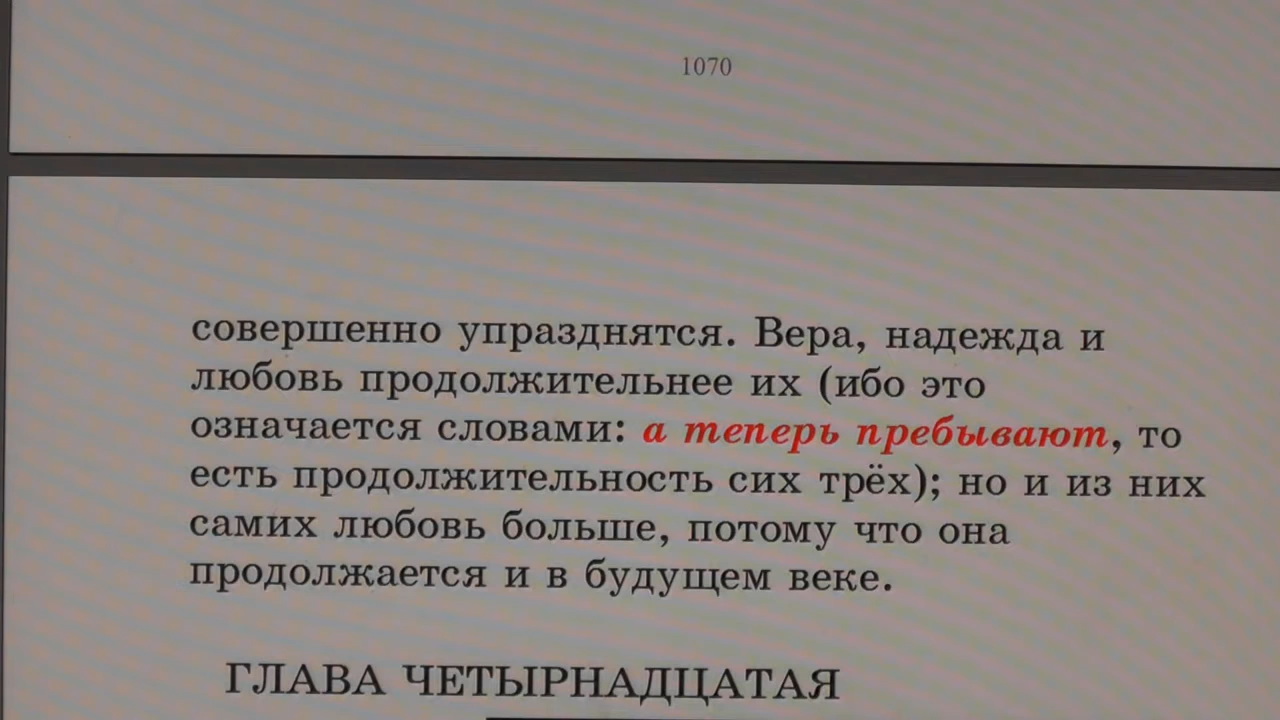 1070
совершенно упразднятся. Вера, надежда и
любовь продолжительнее их (ибо это
означается словами: а теперь пребывают, то
есть продолжительность сих трёх); но и из них
самих любовь больше, потому что она
продолжается и в будущем веке.
ГЛАВА ЧЕТЫРНАДЦАТАЯ